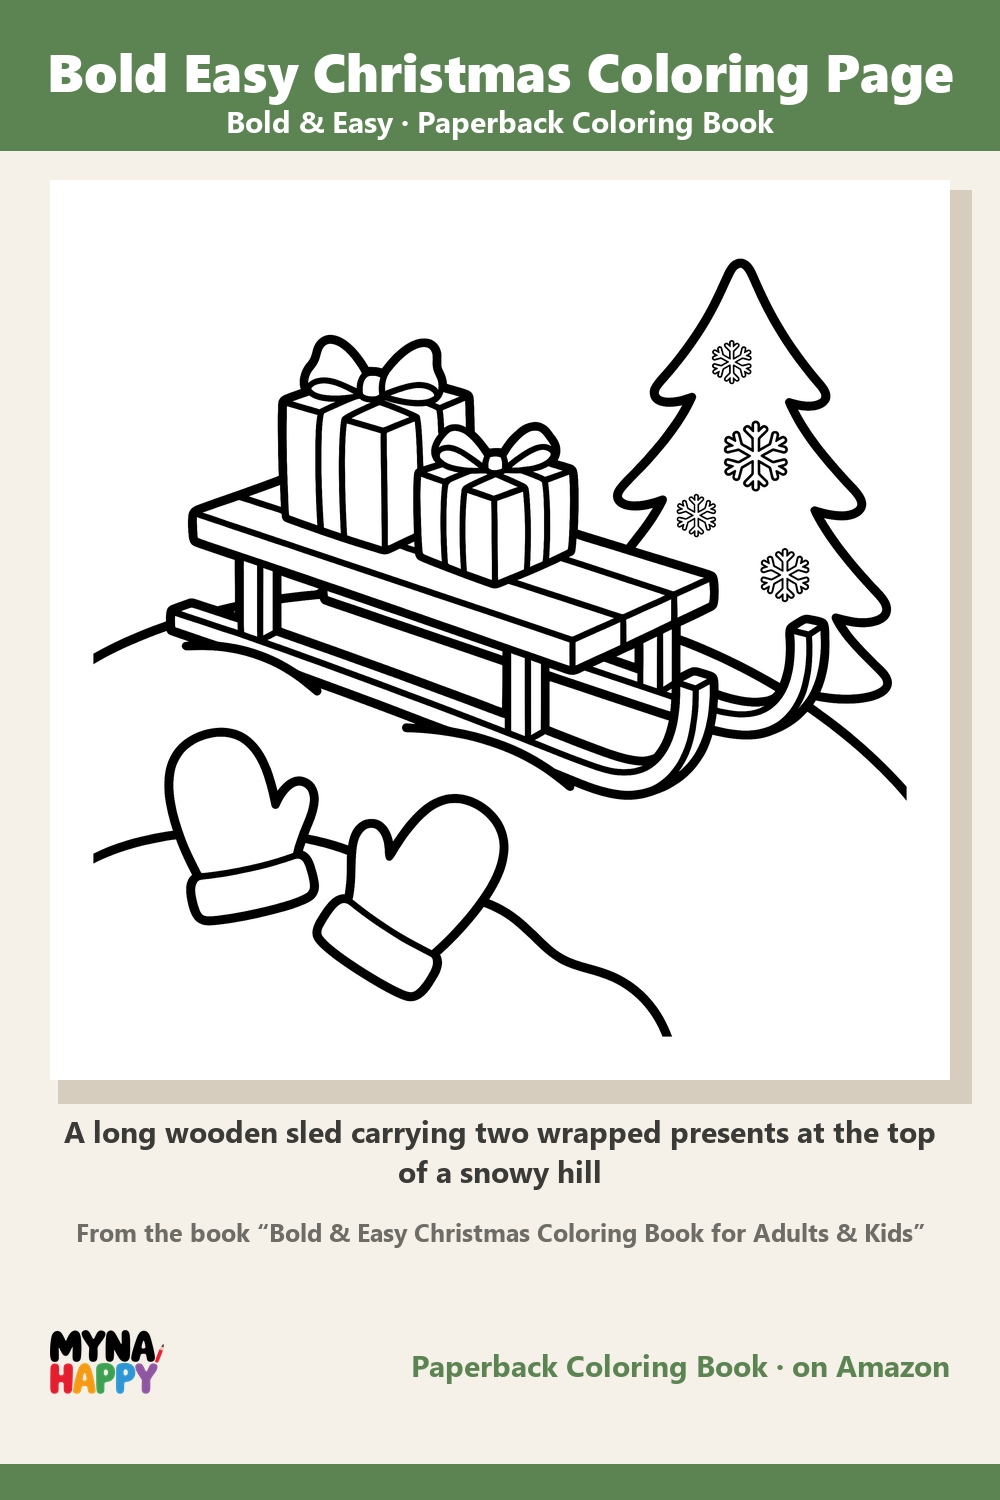 Bold Easy Christmas Coloring Page
Bold & Easy · Paperback Coloring Book
A long wooden sled carrying two wrapped presents at the top
of a snowy hill
From the book “Bold & Easy Christmas Coloring Book for Adults & Kids”
MYNA
HAPPY
Paperback Coloring Book · on Amazon